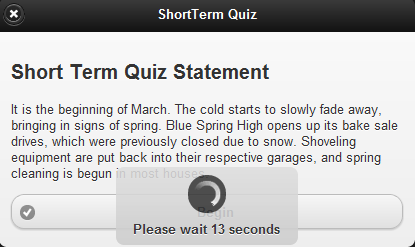 ShortTerm Quiz
Short Term Quiz Statement
It is the beginning of March. The cold starts to slowly fade away,
bringing in signs of spring. Blue Spring High opens up its bake sale
drives, which were previously closed due to snow. Shoveling
equipment are put back into their respective garages, and spring
cleaning is begun in most houses.
Begin
Please wait 13 seconds